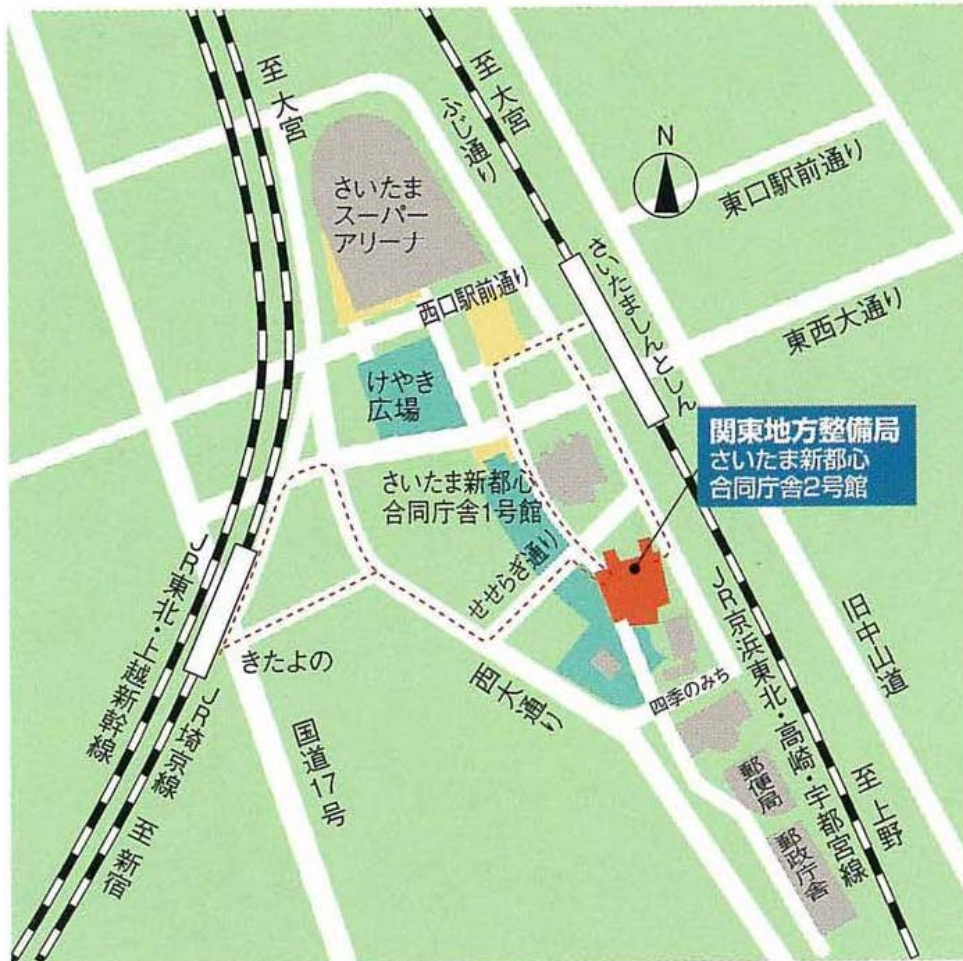 至 大宮
至 大宮
ふじ通り
N
さいたま
スーパー
アリーナ
東口駅前通り
西口駅前通り
さいたましんとしん
東西大通り
けやき
広場
関東地方整備局
さいたま新都心
合同庁舎2号館
さいたま新都心
合同庁舎1号館
せせらぎ通り
きたよの
西大通り
四季のみち
旧中山道
JR東北・上越新幹線
JR埼京線
至 新宿
国道17号
JR京浜東北・高崎・宇都宮線
至 上野
郵便局
郵政庁舎